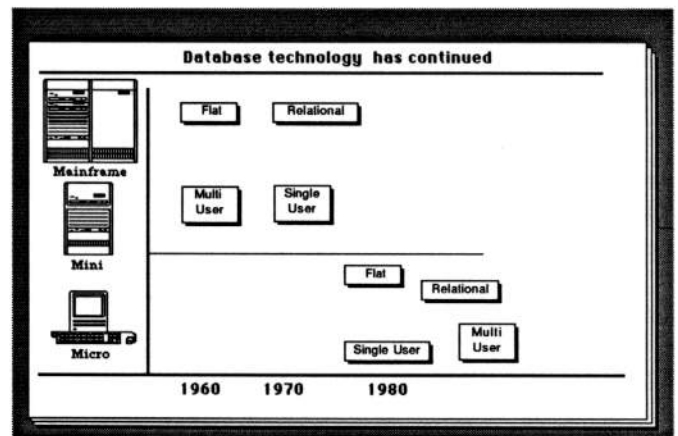 Database technology has continued
Flat
Relational
Mainframe
Multi
User
Single
User
Mini
Flat
Relational
Micro
Single User
Multi
User
1960 1970 1980